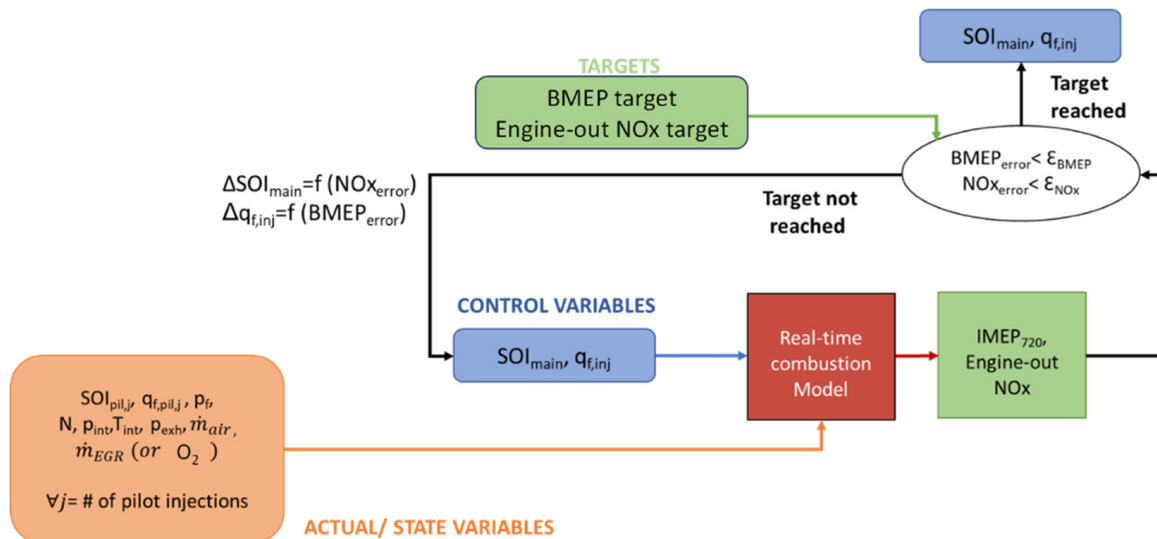 SOImain, qf,inj
TARGETS
BMEP target
Engine-out NOx target
Target
reached
BMEPerror< ƐBMEP
NOxerror< ƐNOx
ΔSOImain=f (NOxerror)
Δqf,inj=f (BMEPerror)
Target not
reached
CONTROL VARIABLES
SOImain, qf,inj
Real-time
combustion
Model
IMEP720,
Engine-out
NOx
SOIpil,j, qf,pil,j , pf,
N, pint,Tint, pexh, ṁair,
ṁEGR (or O2 )
∀j= # of pilot injections
ACTUAL/ STATE VARIABLES